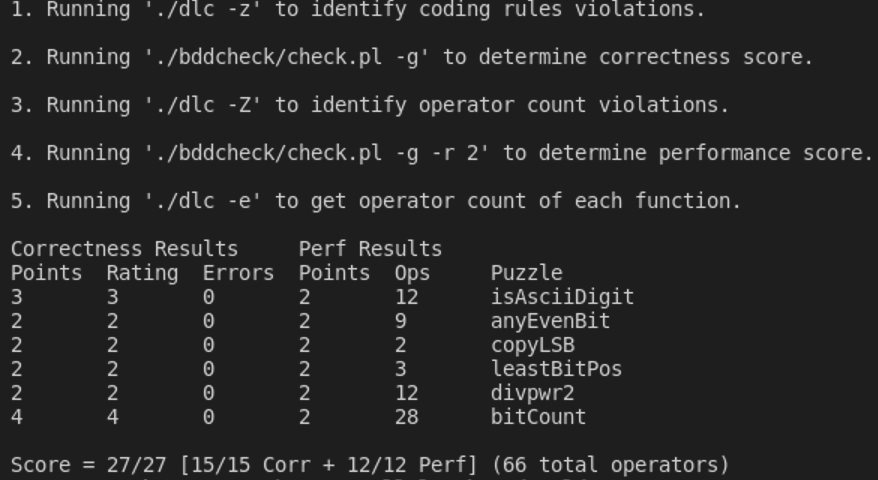 1. Running './dlc -z' to identify coding rules violations.
2. Running './bddcheck/check.pl -g' to determine correctness score.
3. Running './dlc -Z' to identify operator count violations.
4. Running './bddcheck/check.pl -g -r 2' to determine performance score.
5. Running './dlc -e' to get operator count of each function.
Correctness Results Perf Results
Points Rating Errors Points Ops Puzzle
3 3 0 2 12 isAsciiDigit
2 2 0 2 9 anyEvenBit
2 2 0 2 2 copyLSB
2 2 0 2 3 leastBitPos
2 2 0 2 12 divpwr2
4 4 0 2 28 bitCount
Score = 27/27 [15/15 Corr + 12/12 Perf] (66 total operators)